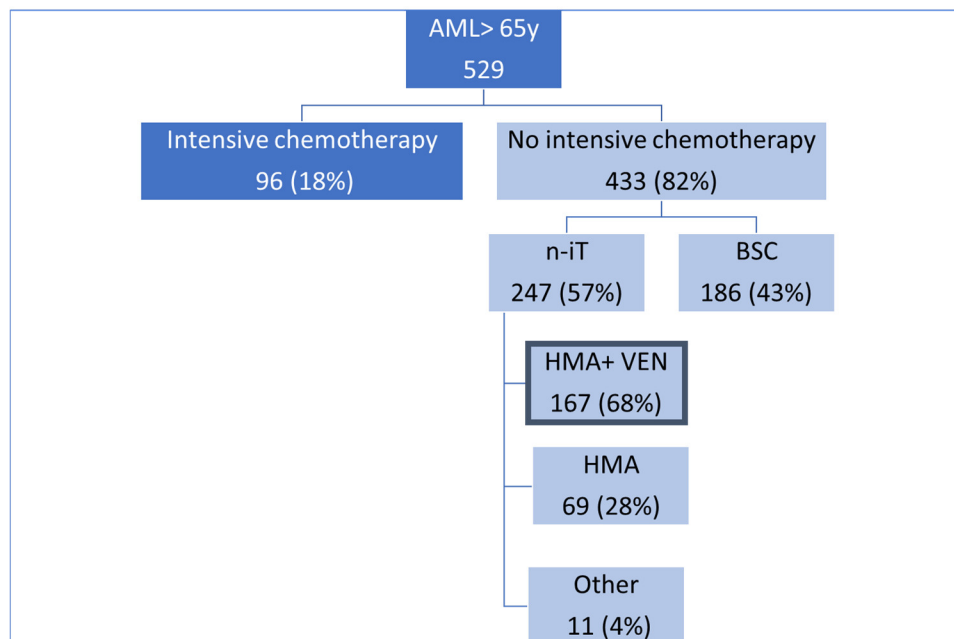 AML> 65y
529
Intensive chemotherapy
96 (18%)
No intensive chemotherapy
433 (82%)
n-iT
247 (57%)
BSC
186 (43%)
HMA+ VEN
167 (68%)
HMA
69 (28%)
Other
11 (4%)